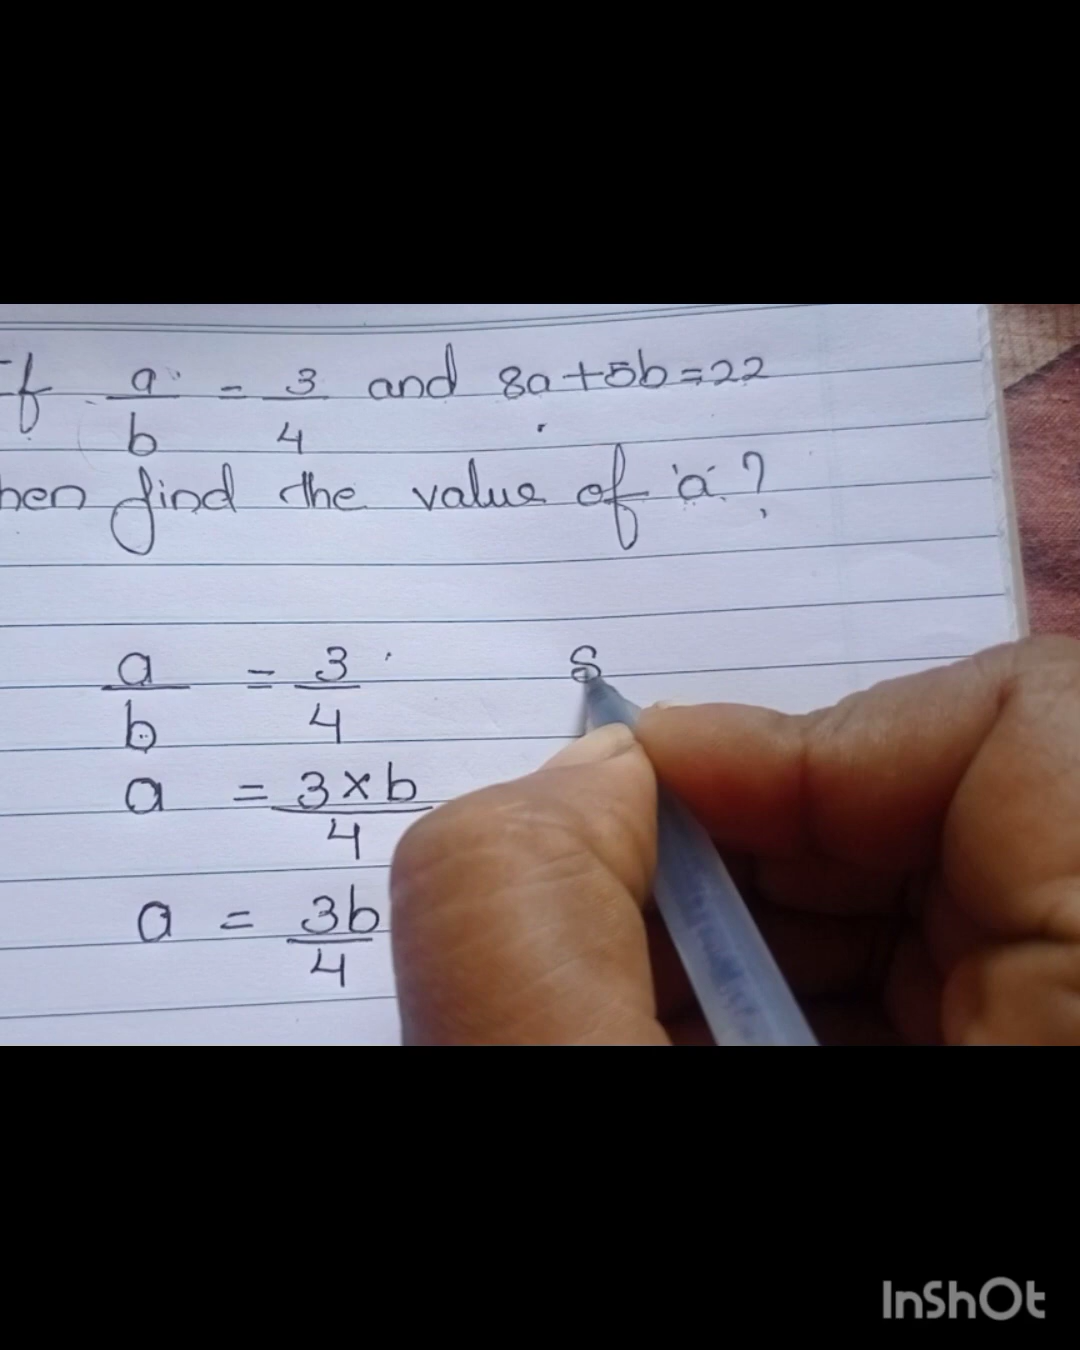 If a/b = 3/4 and 8a+5b=22
hen find the value of 'a'?
a/b = 3/4
8
a = 3×b/4
a = 3b/4
InShOt